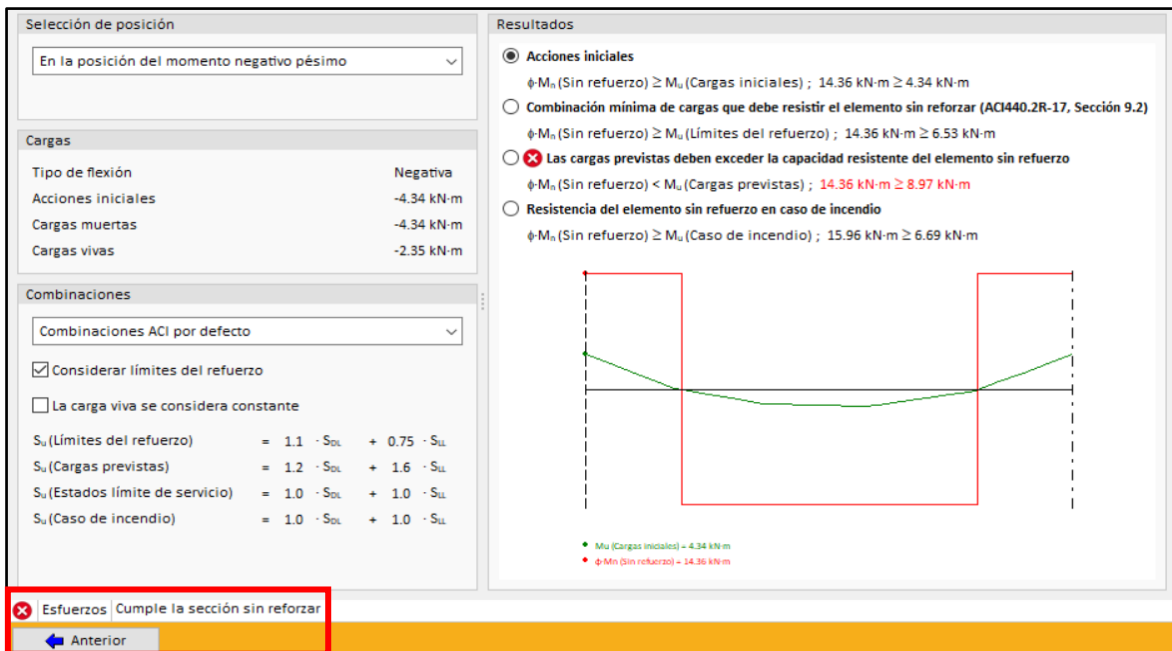 Selección de posición
En la posición del momento negativo pésimo
Cargas
Tipo de flexión Negativa
Acciones iniciales -4.34 kN·m
Cargas muertas -4.34 kN·m
Cargas vivas -2.35 kN·m
Combinaciones
Combinaciones ACI por defecto
Considerar límites del refuerzo
La carga viva se considera constante
Su (Límites del refuerzo) = 1.1 · SDL + 0.75 · SLL
Su (Cargas previstas) = 1.2 · SDL + 1.6 · SLL
Su (Estados límite de servicio) = 1.0 · SDL + 1.0 · SLL
Su (Caso de incendio) = 1.0 · SDL + 1.0 · SLL
Resultados
Acciones iniciales
ϕ·Mn (Sin refuerzo) ≥ Mu (Cargas iniciales) ; 14.36 kN·m ≥ 4.34 kN·m
Combinación mínima de cargas que debe resistir el elemento sin reforzar (ACI440.2R-17, Sección 9.2)
ϕ·Mn (Sin refuerzo) ≥ Mu (Límites del refuerzo) ; 14.36 kN·m ≥ 6.53 kN·m
Las cargas previstas deben exceder la capacidad resistente del elemento sin refuerzo
ϕ·Mn (Sin refuerzo) < Mu (Cargas previstas) ; 14.36 kN·m ≥ 8.97 kN·m
Resistencia del elemento sin refuerzo en caso de incendio
ϕ·Mn (Sin refuerzo) ≥ Mu (Caso de incendio) ; 15.96 kN·m ≥ 6.69 kN·m
Mu (Cargas iniciales) = 4.34 kN·m
ϕ·Mn (Sin refuerzo) = 14.36 kN·m
Esfuerzos Cumple la sección sin reforzar
Anterior